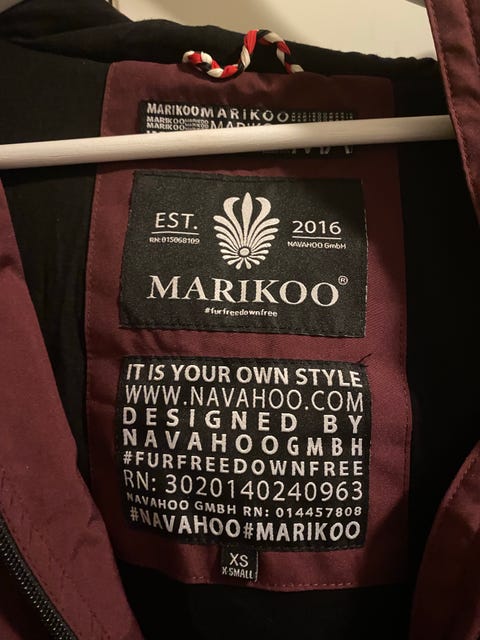 MARIKOOMARIKOO
MARIKOO
EST. 2016
RN: 015068109 NAVAHOO GmbH
MARIKOO®
#furfreedownfree
IT IS YOUR OWN STYLE
WWW.NAVAHOO.COM
DESIGNED BY
NAVAHOOGMBH
#FURFREEDOWNFREE
RN: 3020140240963
NAVAHOO GMBH RN: 014457808
#NAVAHOO#MARIKOO
XS
X-SMALL